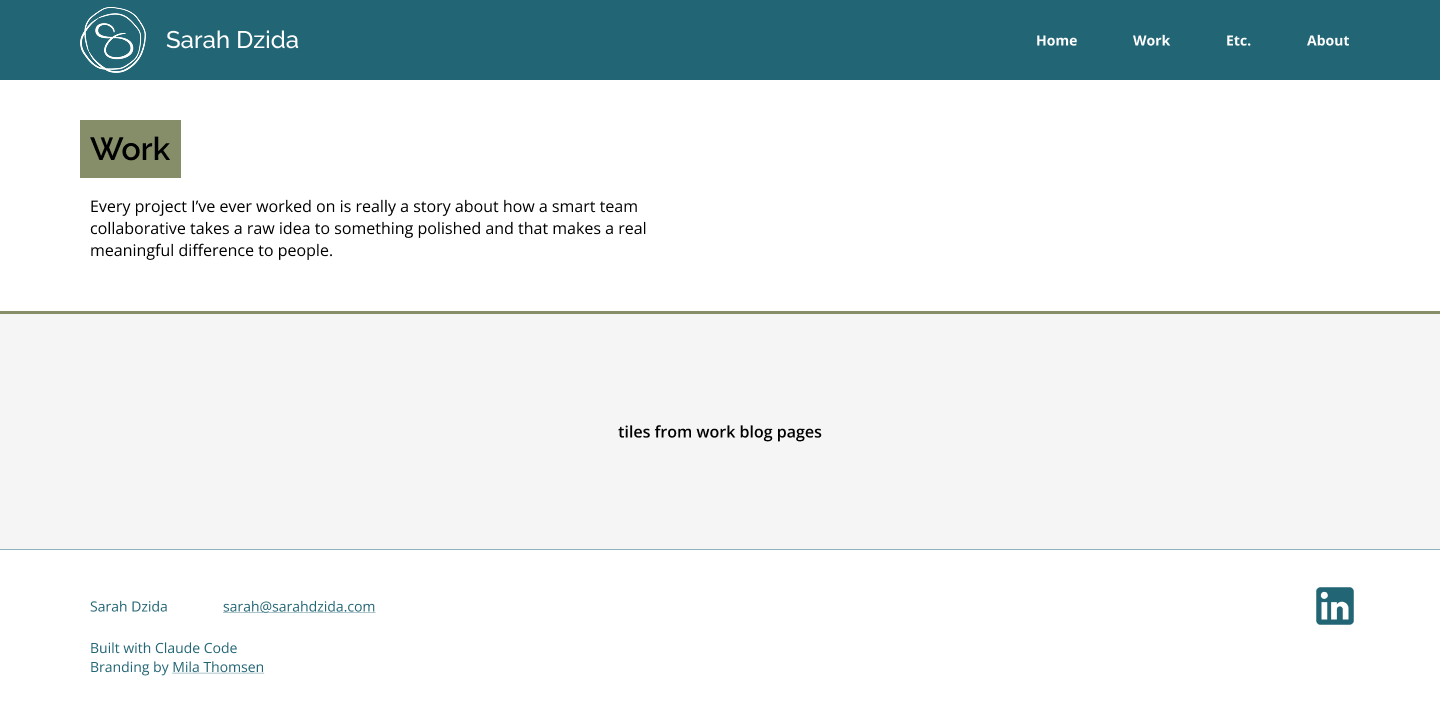 Sarah Dzida
Home
Work
Etc.
About
Work
Every project I’ve ever worked on is really a story about how a smart team
collaborative takes a raw idea to something polished and that makes a real
meaningful difference to people.
tiles from work blog pages
Sarah Dzida
sarah@sarahdzida.com
in
Built with Claude Code
Branding by Mila Thomsen